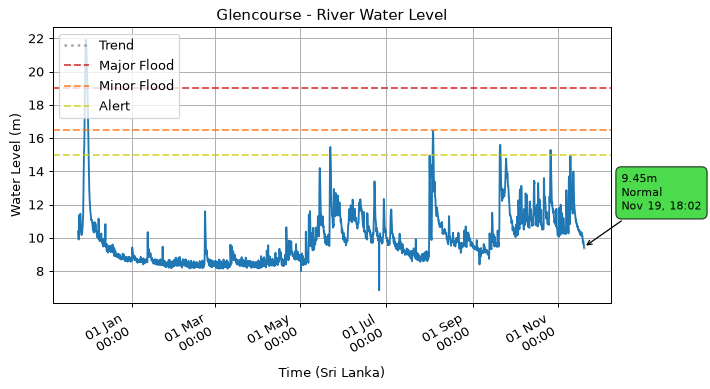 Glencourse - River Water Level
Trend
Major Flood
Minor Flood
Alert
Water Level (m)
22
20
18
16
14
12
10
8
9.45m
Normal
Nov 19, 18:02
01 Jan
00:00
01 Mar
00:00
01 May
00:00
01 Jul
00:00
01 Sep
00:00
01 Nov
00:00
Time (Sri Lanka)